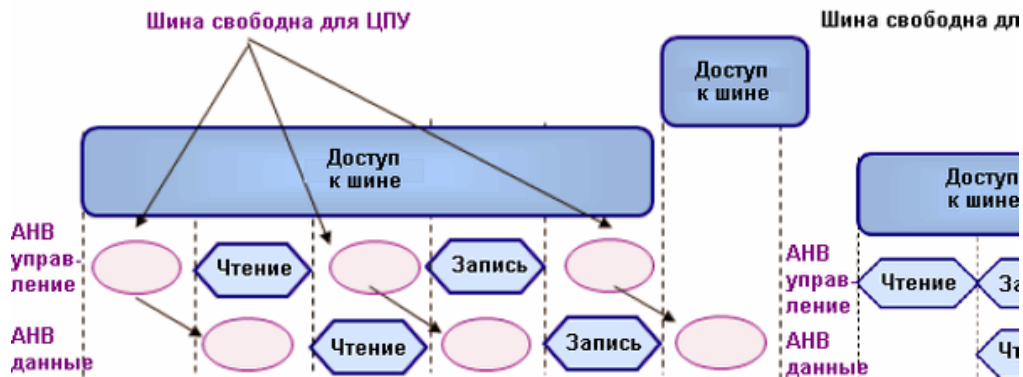 Шина свободна для ЦПУ
Шина свободна
Доступ
к шине
Доступ
к шине
Доступ
к шине
АНВ
управ-
ление
Чтение
Запись
АНВ
управ-
ление
Чтение
АНВ
данные
Чтение
Запись
АНВ
данные